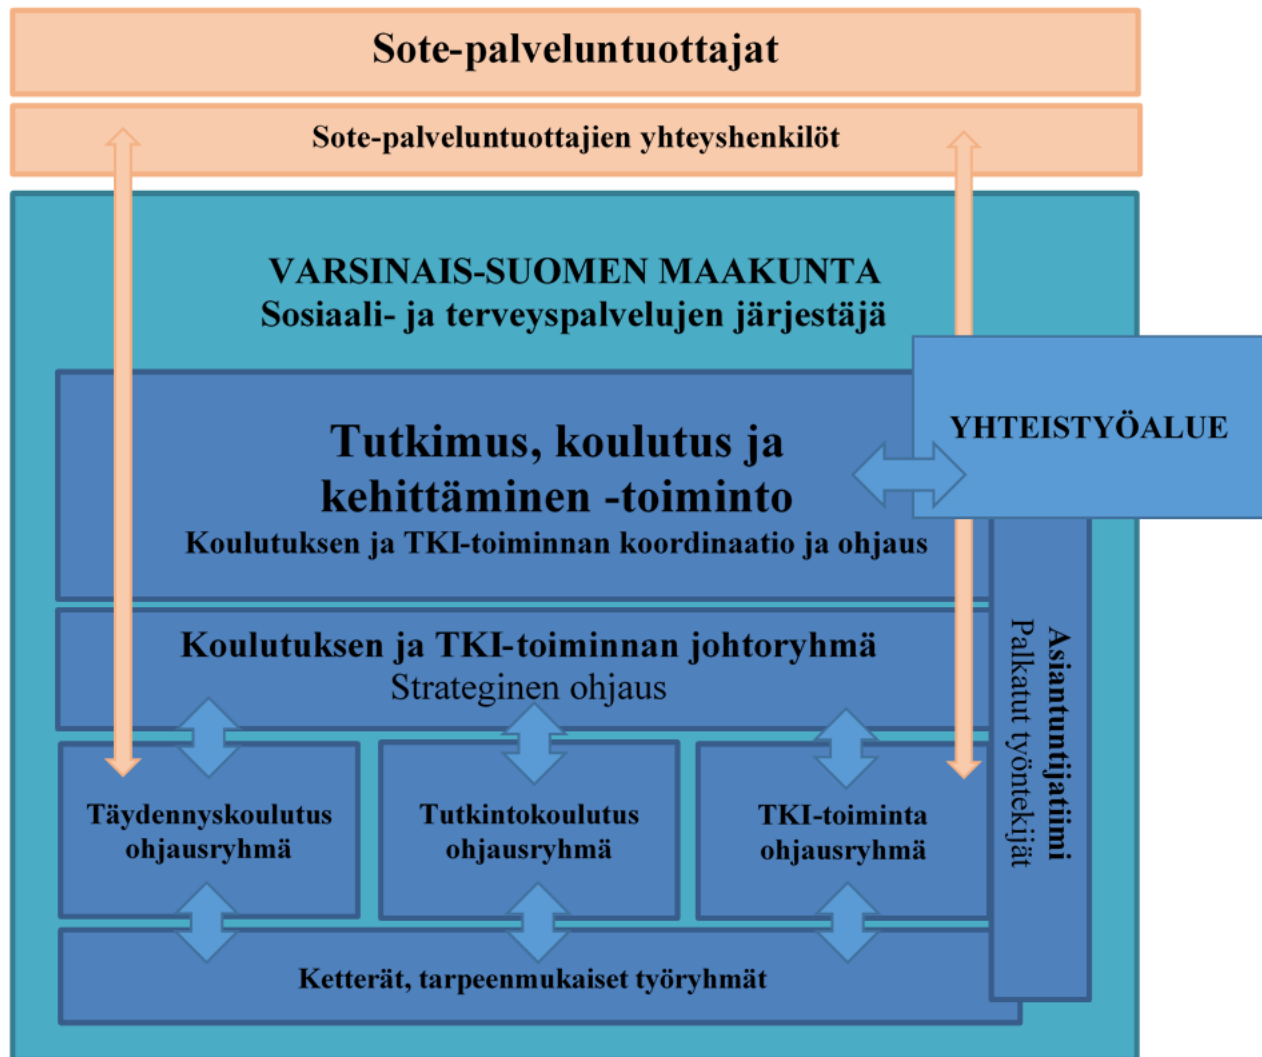 Sote-palveluntuottajat
Sote-palveluntuottajien yhteyshenkilöt
VARSINAIS-SUOMEN MAAKUNTA
Sosiaali- ja terveyspalvelujen järjestäjä
YHTEISTYÖALUE
Tutkimus, koulutus ja
kehittäminen -toiminto
Koulutuksen ja TKI-toiminnan koordinaatio ja ohjaus
Koulutuksen ja TKI-toiminnan johtoryhmä
Strateginen ohjaus
Asiantuntijatiimi
Palkatut työntekijät
Täydennyskoulutus
ohjausryhmä
Tutkintokoulutus
ohjausryhmä
TKI-toiminta
ohjausryhmä
Ketterät, tarpeenmukaiset työryhmät